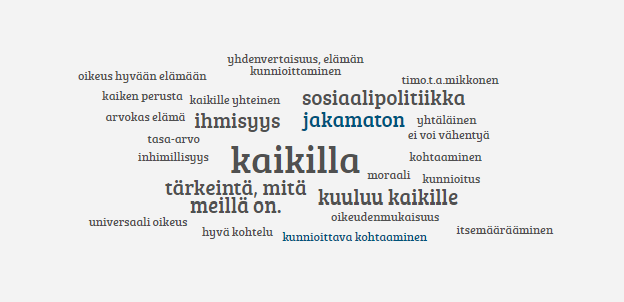 yhdenvertaisuus, elämän
kunnioittaminen
oikeus hyvään elämään
timo.t.a.mikkonen
kaiken perusta
kaikille yhteinen
sosiaalipolitiikka
arvokas elämä
ihmisyys
jakamaton
yhtäläinen
tasa-arvo
ei voi vähentyä
inhimillisyys
kaikilla
kohtaaminen
moraali
kunnioitus
tärkeintä, mitä
meillä on.
kuuluu kaikille
oikeudenmukaisuus
universaali oikeus
hyvä kohtelu
kunnioittava kohtaaminen
itsemäärääminen